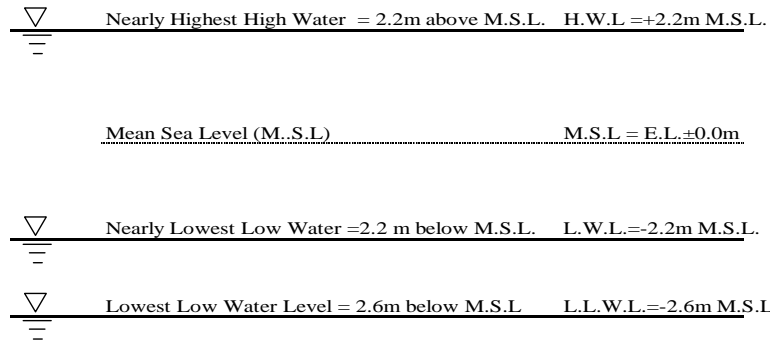 Nearly Highest High Water = 2.2m above M.S.L. H.W.L =+2.2m M.S.L.
Mean Sea Level (M..S.L) M.S.L = E.L.±0.0m
Nearly Lowest Low Water =2.2 m below M.S.L. L.W.L.=-2.2m M.S.L.
Lowest Low Water Level = 2.6m below M.S.L L.L.W.L.=-2.6m M.S.L